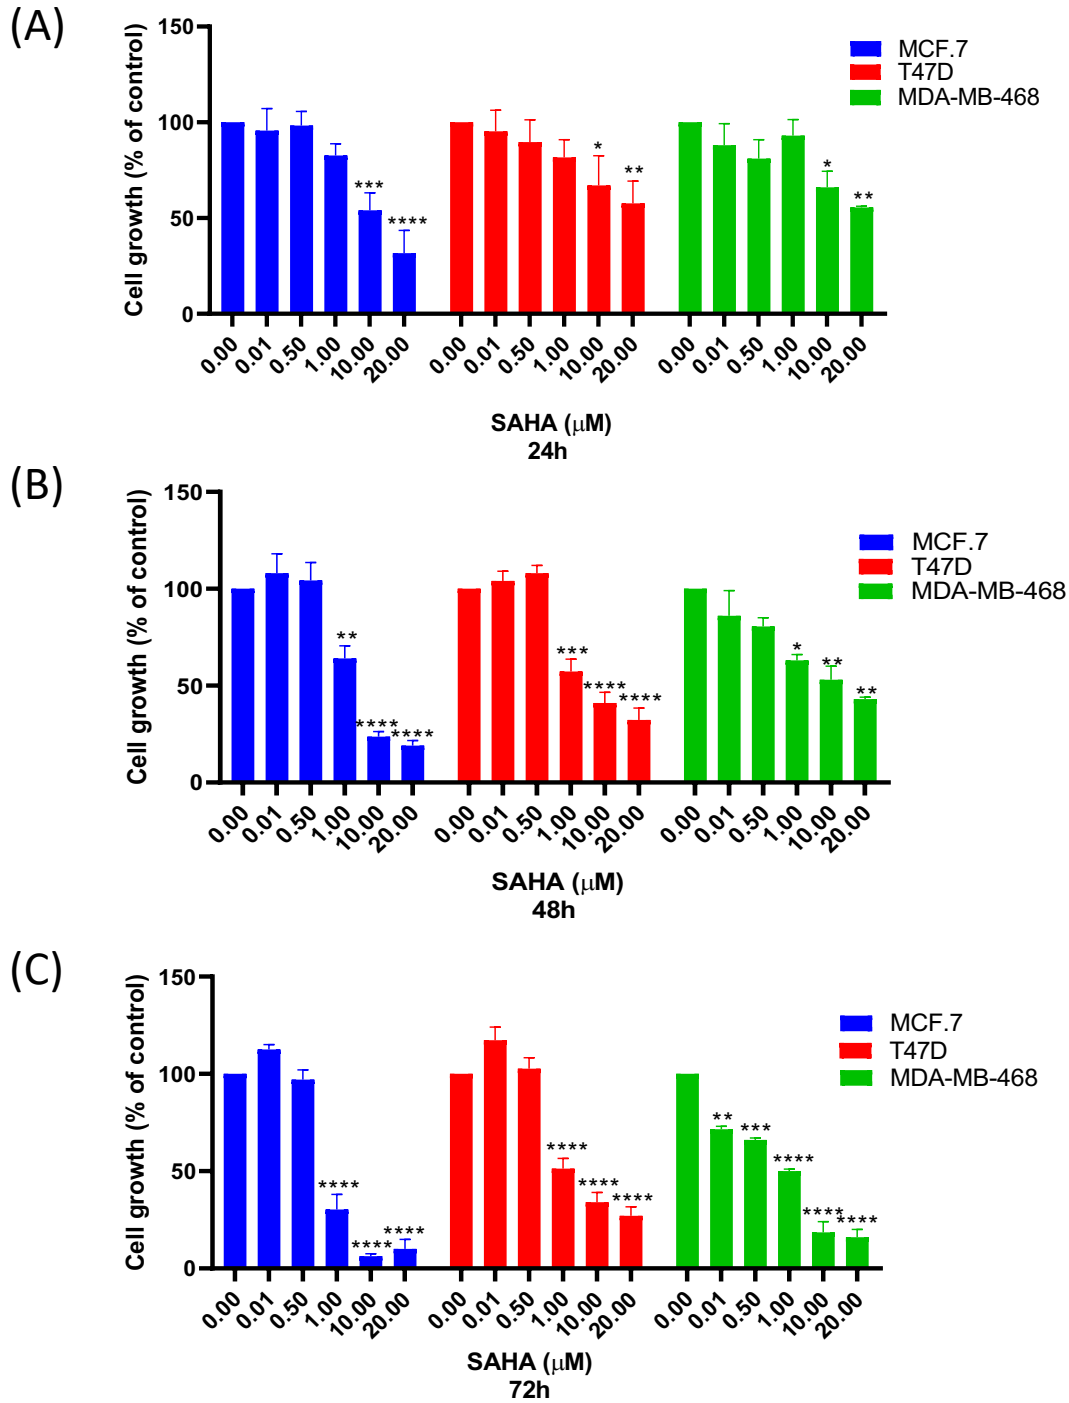 (A)
Cell growth (% of control)
150
100
50
0
MCF.7
T47D
MDA-MB-468
*** **** * ** * **
0.00 0.01 0.50 1.00 10.00 20.00 0.00 0.01 0.50 1.00 10.00 20.00 0.00 0.01 0.50 1.00 10.00 20.00
SAHA (μM)
24h
(B)
Cell growth (% of control)
150
100
50
0
MCF.7
T47D
MDA-MB-468
** **** **** *** **** **** * ** **
0.00 0.01 0.50 1.00 10.00 20.00 0.00 0.01 0.50 1.00 10.00 20.00 0.00 0.01 0.50 1.00 10.00 20.00
SAHA (μM)
48h
(C)
Cell growth (% of control)
150
100
50
0
MCF.7
T47D
MDA-MB-468
**** **** **** **** **** **** ** *** **** **** ****
0.00 0.01 0.50 1.00 10.00 20.00 0.00 0.01 0.50 1.00 10.00 20.00 0.00 0.01 0.50 1.00 10.00 20.00
SAHA (μM)
72h